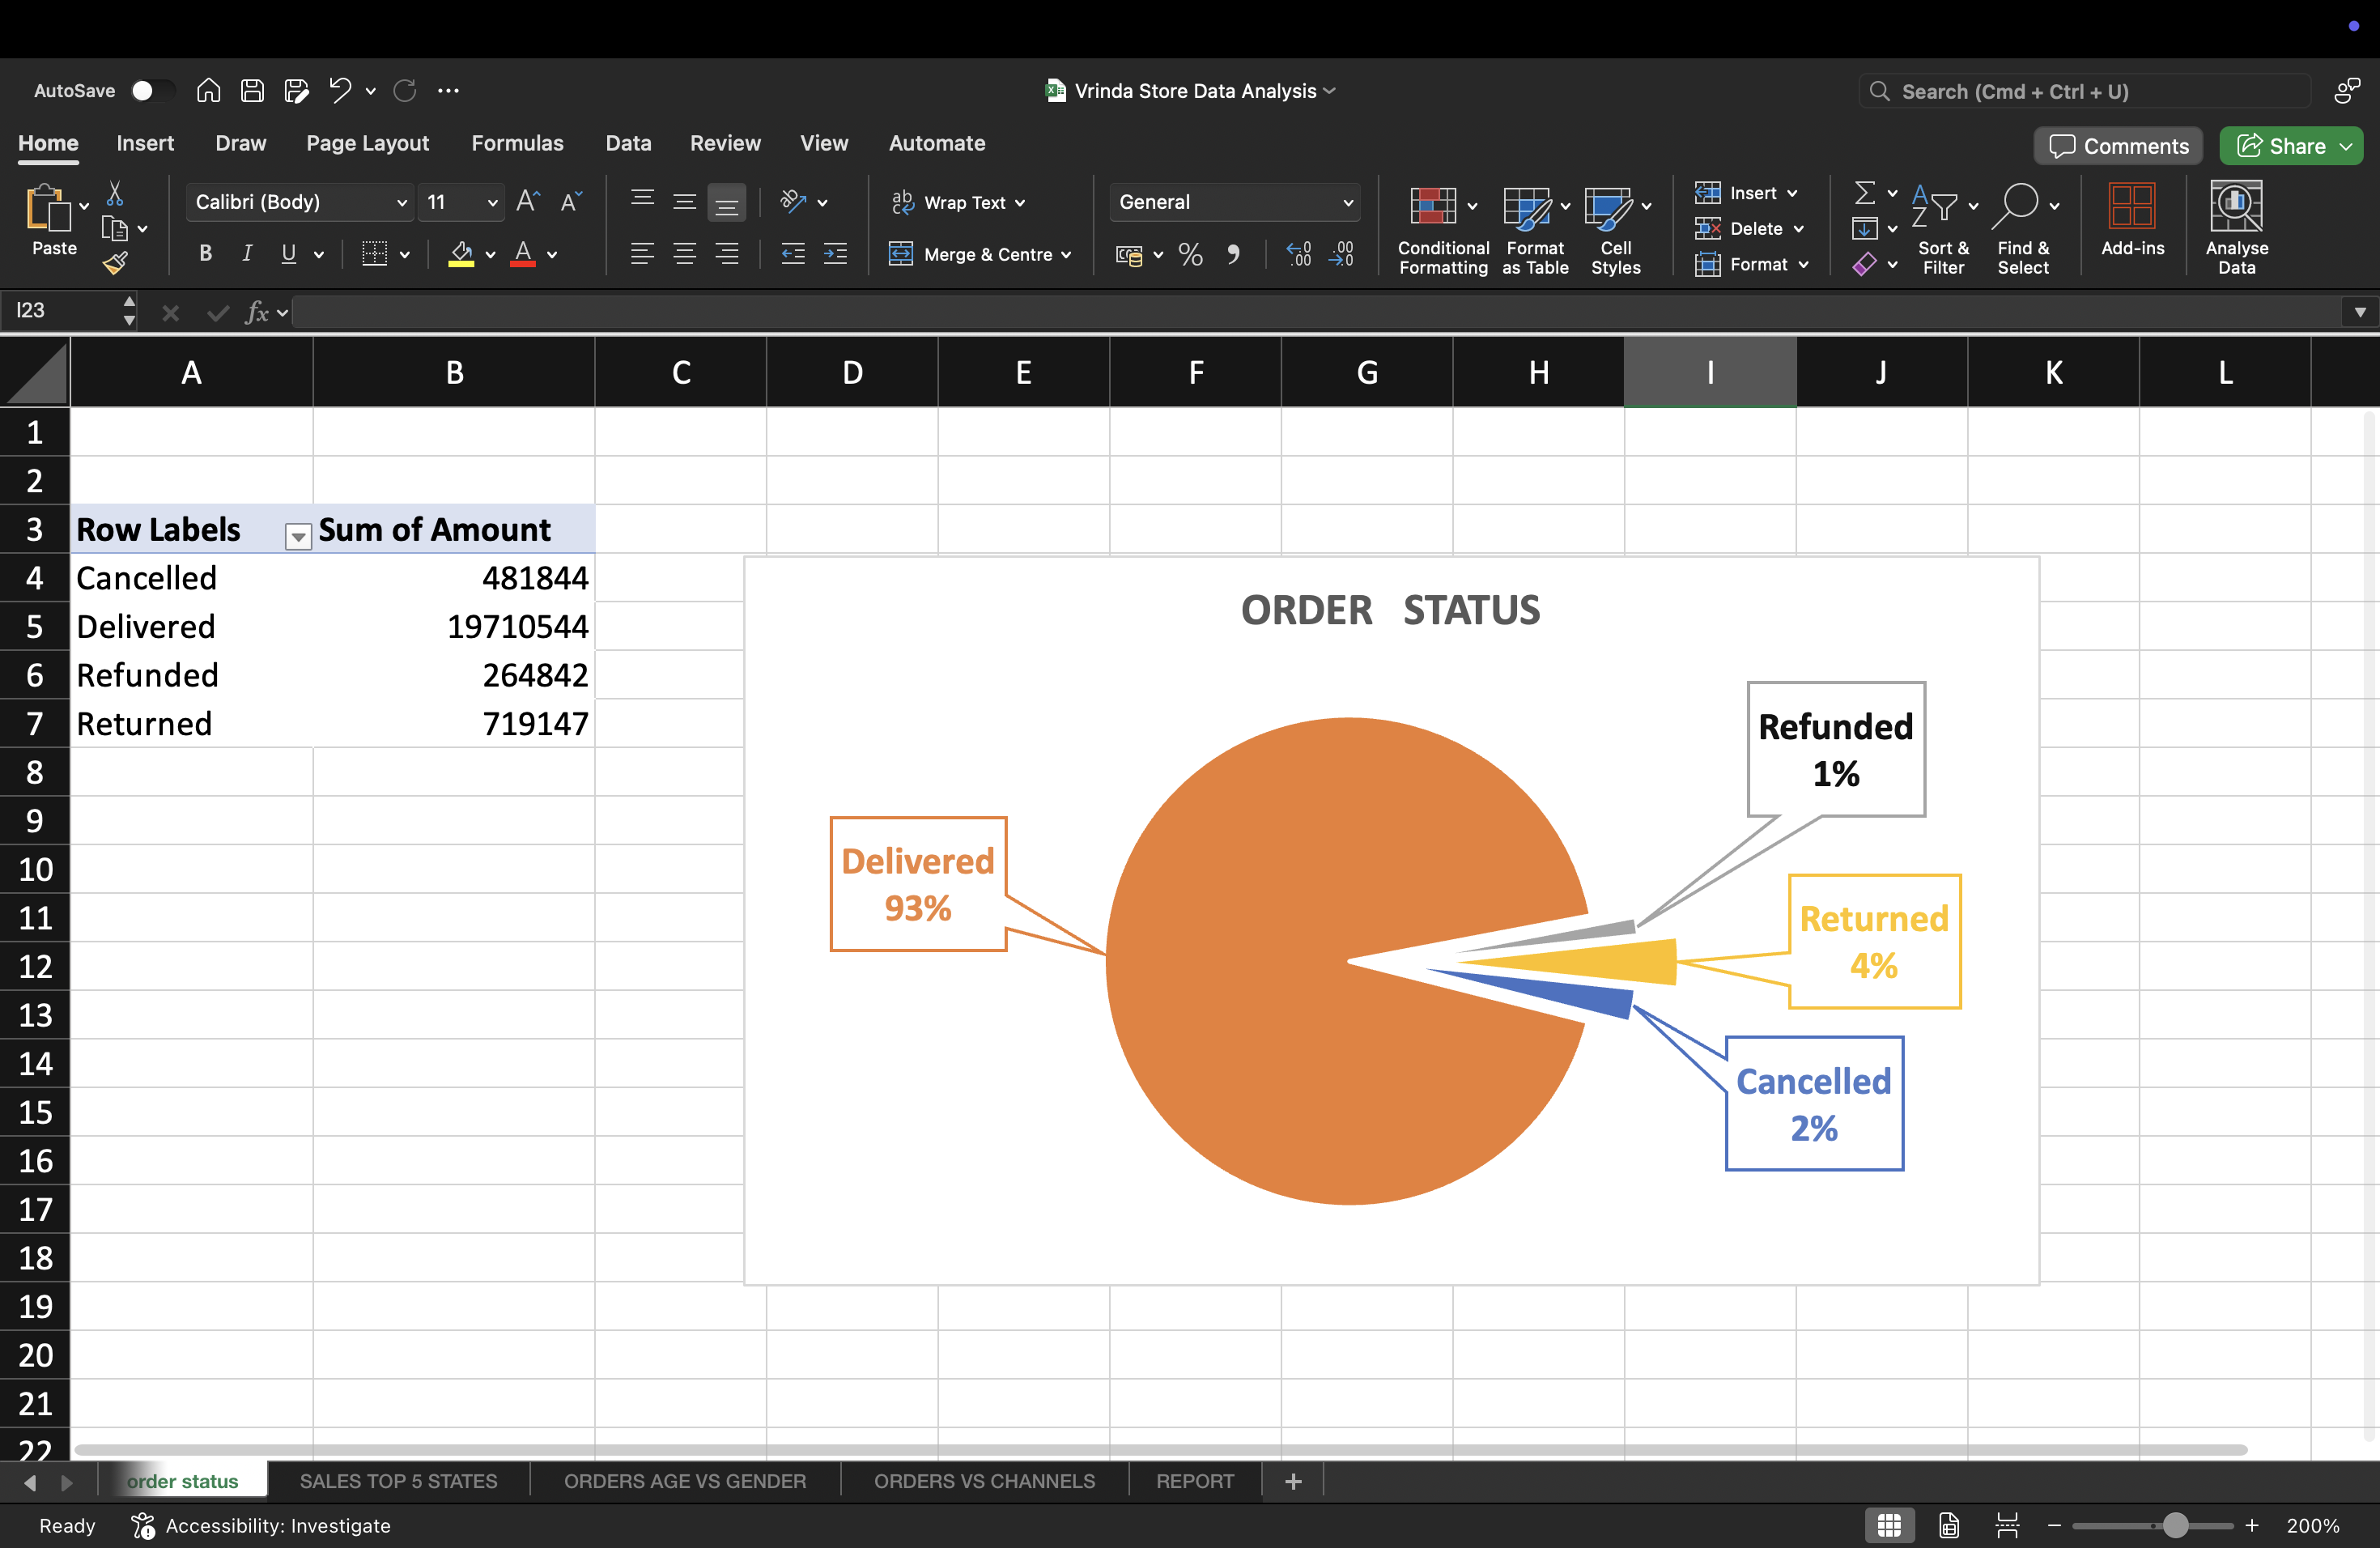 AutoSave
Vrinda Store Data Analysis
Search (Cmd + Ctrl + U)
Home Insert Draw Page Layout Formulas Data Review View Automate
Comments Share
Paste
Calibri (Body) 11
Wrap Text
Merge & Centre
General
Conditional Formatting
Format as Table
Cell Styles
Insert
Delete
Format
Sort & Filter
Find & Select
Add-ins
Analyse Data
I23
fx
A B C D E F G H I J K L
1
2
3 Row Labels Sum of Amount
4 Cancelled 481844
5 Delivered 19710544
6 Refunded 264842
7 Returned 719147
8
9
10
11
12
13
14
15
16
17
18
19
20
21
22
ORDER STATUS
Refunded
1%
Delivered
93%
Returned
4%
Cancelled
2%
order status SALES TOP 5 STATES ORDERS AGE VS GENDER ORDERS VS CHANNELS REPORT +
Ready Accessibility: Investigate
200%